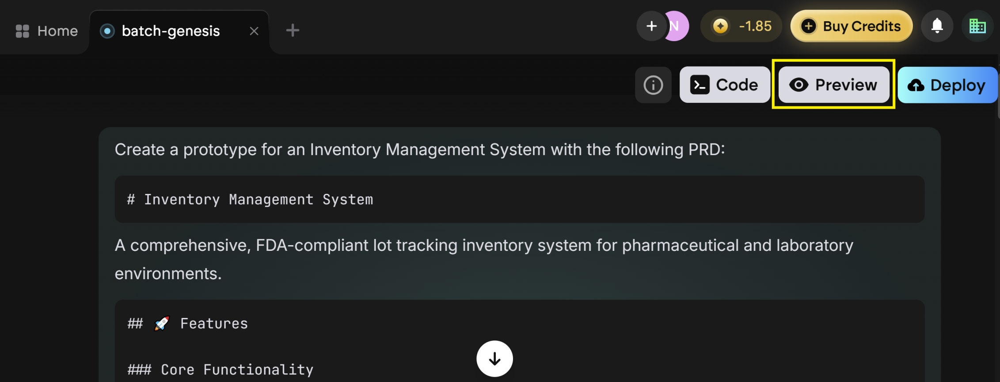 Home
batch-genesis
N
-1.85
Buy Credits
Code
Preview
Deploy
Create a prototype for an Inventory Management System with the following PRD:
# Inventory Management System
A comprehensive, FDA-compliant lot tracking inventory system for pharmaceutical and laboratory
environments.
## 🚀 Features
### Core Functionality